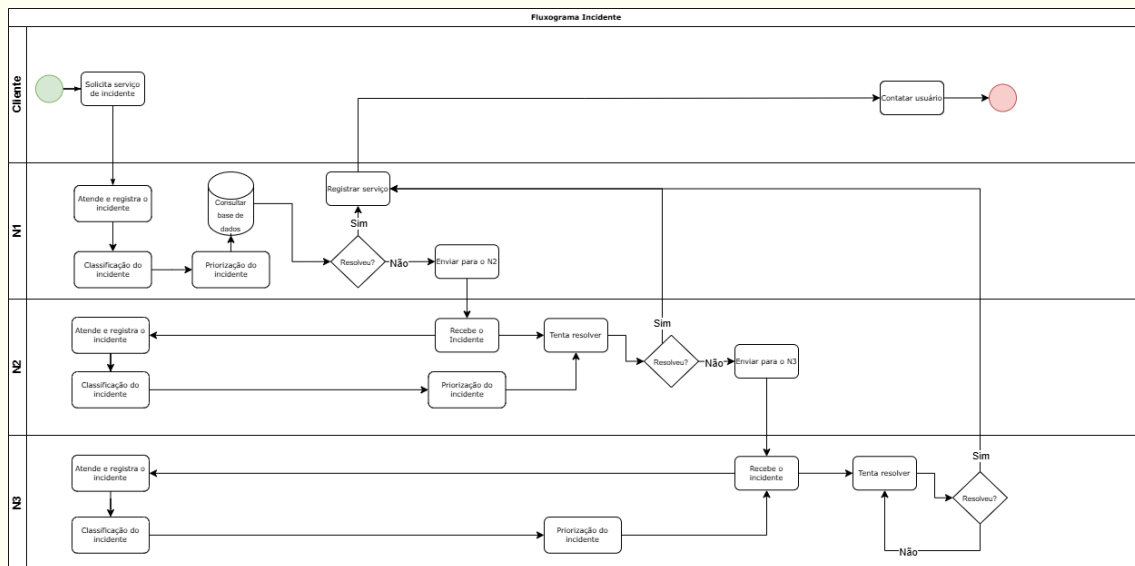 Fluxograma Incidente
Cliente
Solicita serviço
de incidente
Contatar usuário
N1
Atende e registra o
incidente
Consultar
base de
dados
Registrar serviço
Sim
Classificação do
incidente
Priorização do
incidente
Resolveu?
Não
Enviar para o N2
N2
Atende e registra o
incidente
Recebe o
Incidente
Tenta resolver
Sim
Resolveu?
Não
Enviar para o N3
Classificação do
incidente
Priorização do
incidente
N3
Atende e registra o
incidente
Recebe o
incidente
Tenta resolver
Sim
Resolveu?
Classificação do
incidente
Priorização do
incidente
Não